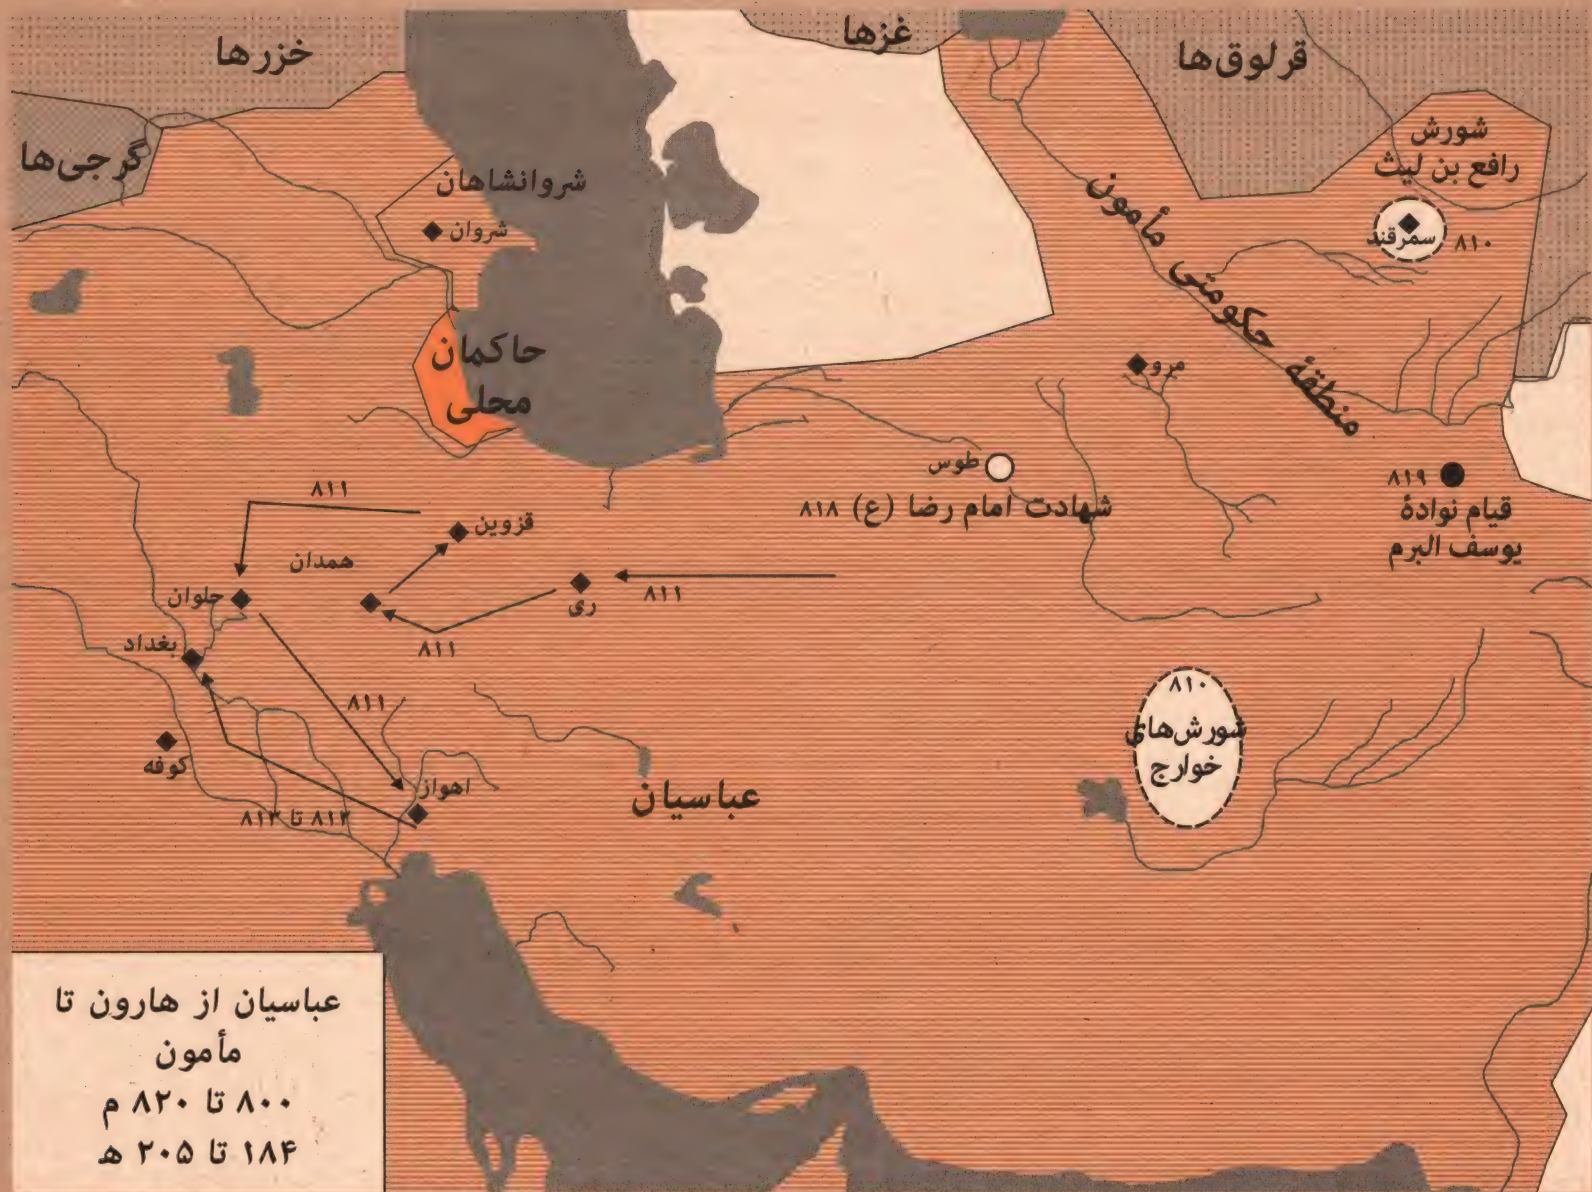 خزرها
غزها
قرلوق‌ها
گرجی‌ها
شورش
رافع بن لیث
سمرقند
۸۱۰
شروانشاهان
شروان
منطقهٔ حکومتی مأمون
حاکمان
محلی
مرو
طوس
شهادت امام رضا (ع) ۸۱۸
۸۱۹
قیام نوادهٔ
یوسف البرم
۸۱۱
قزوین
همدان
حلوان
ری
۸۱۱
۸۱۱
بغداد
۸۱۱
کوفه
اهواز
۸۱۲ تا ۸۱۳
عباسیان
۸۱۰
شورش‌های
خوارج
عباسیان از هارون تا
مأمون
۸۰۰ تا ۸۲۰ م
۱۸۴ تا ۲۰۵ ه